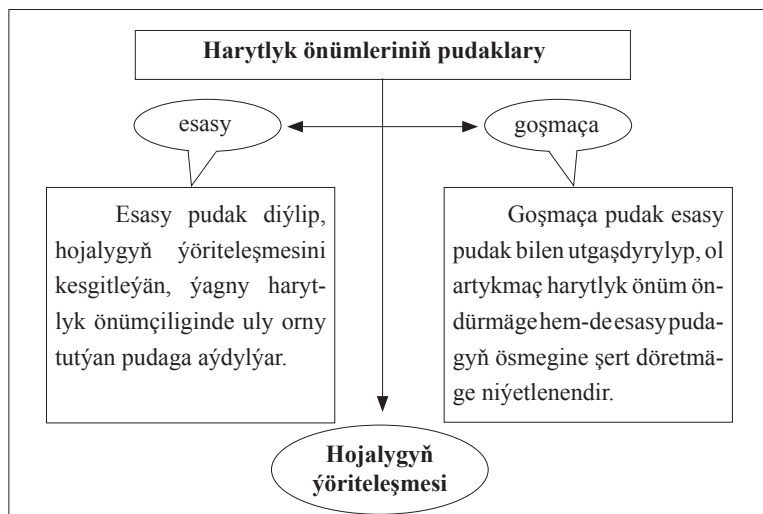 Harytlyk önümleriniň pudaklary
esasy
goşmaça
Esasy pudak diýlip,
hojalygyň ýöriteleşmesini
kesgitleýän, ýagny haryt-
lyk önümçiliginde uly orny
tutýan pudaga aýdylýar.
Goşmaça pudak esasy
pudak bilen utgaşdyrylyp, ol
artykmaç harytlyk önüm ön-
dürmäge hem-de esasy puda-
gyň ösmegine şert döretmä-
ge niýetlenendir.
Hojalygyň
ýöriteleşmesi